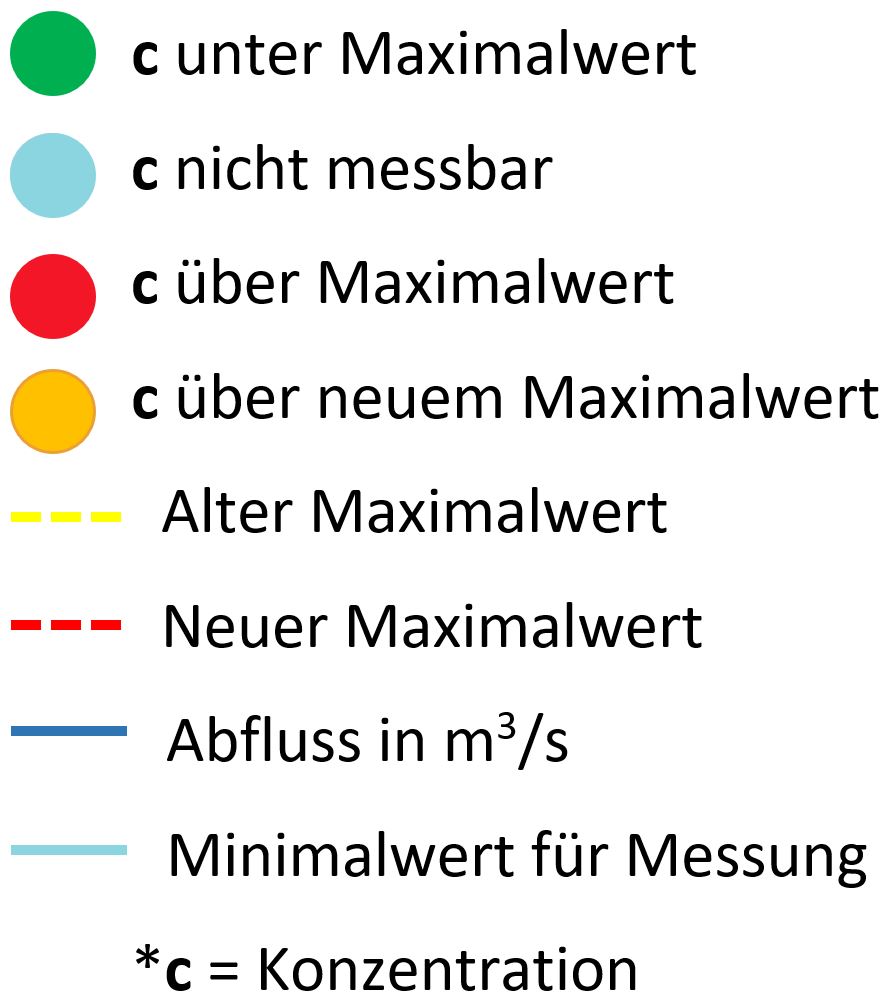 c unter Maximalwert
c nicht messbar
c über Maximalwert
c über neuem Maximalwert
Alter Maximalwert
Neuer Maximalwert
Abfluss in m³/s
Minimalwert für Messung
*c = Konzentration